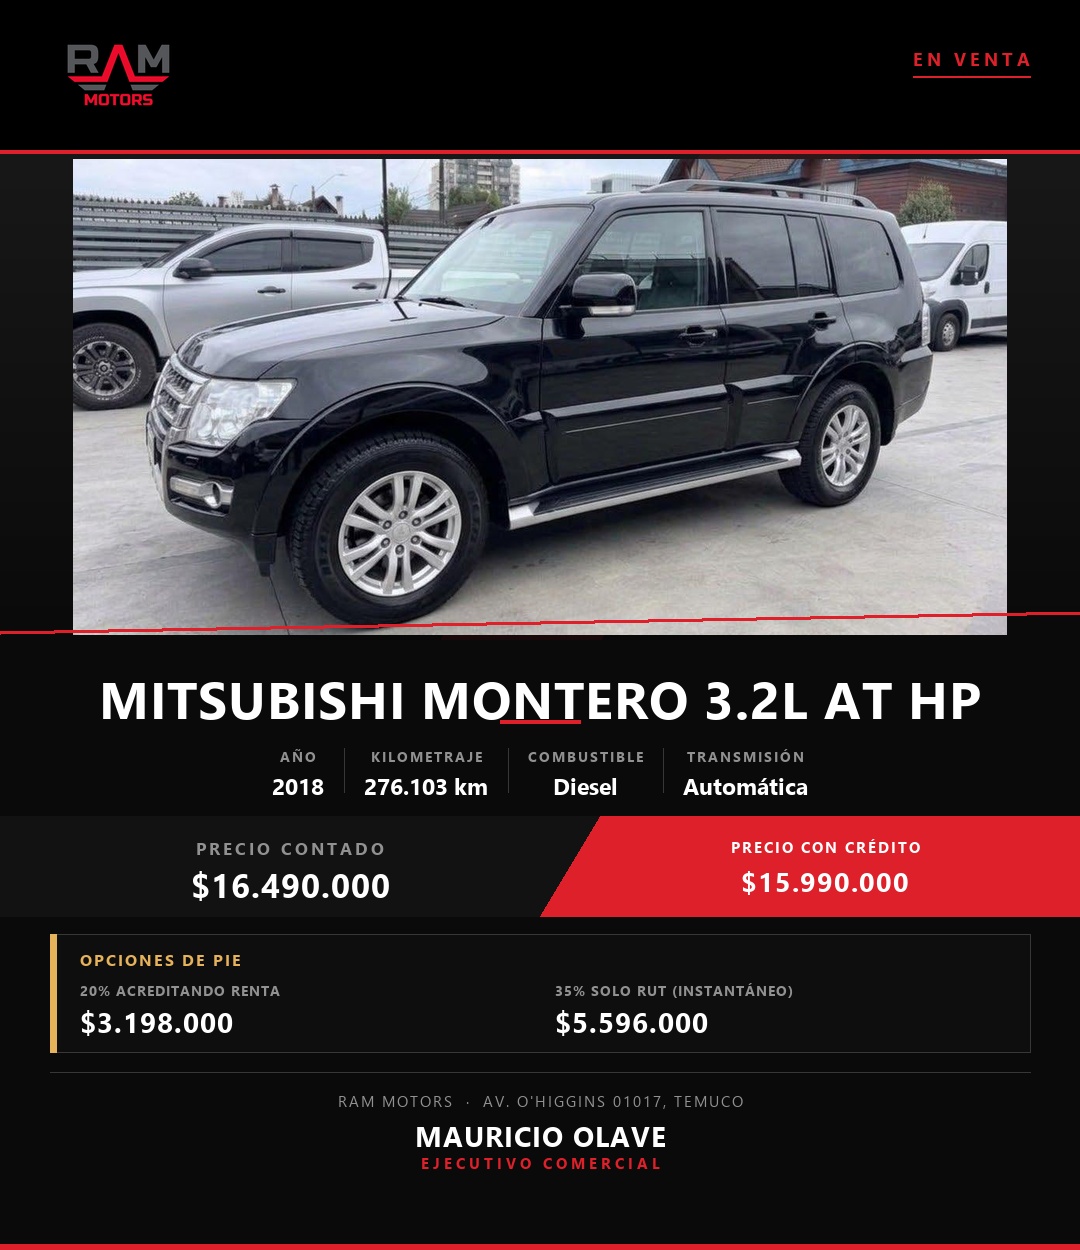 RAM
MOTORS
EN VENTA
MITSUBISHI MONTERO 3.2L AT HP
AÑO
2018
KILOMETRAJE
276.103 km
COMBUSTIBLE
Diesel
TRANSMISIÓN
Automática
PRECIO CONTADO
$16.490.000
PRECIO CON CRÉDITO
$15.990.000
OPCIONES DE PIE
20% ACREDITANDO RENTA
$3.198.000
35% SOLO RUT (INSTANTÁNEO)
$5.596.000
RAM MOTORS · AV. O'HIGGINS 01017, TEMUCO
MAURICIO OLAVE
EJECUTIVO COMERCIAL